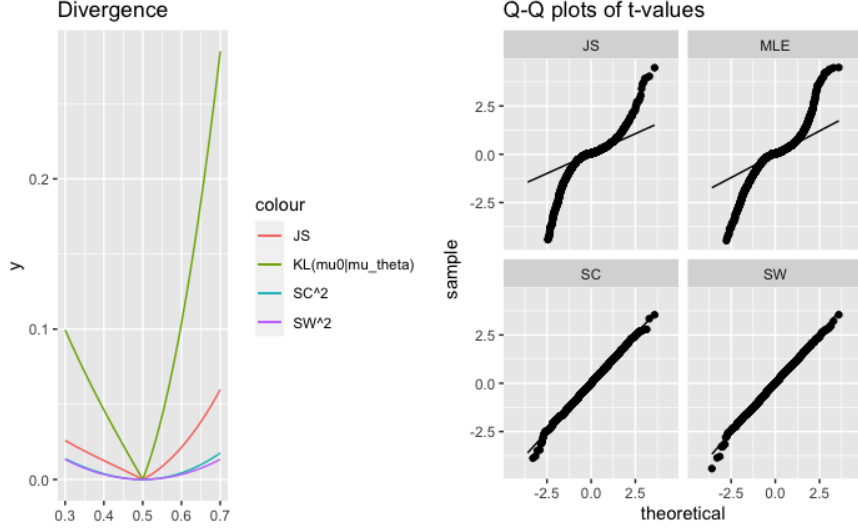 Divergence
0.2
0.1
0.0
y
0.3 0.4 0.5 0.6 0.7
colour
JS
KL(mu0|mu_theta)
SC^2
SW^2
Q-Q plots of t-values
JS MLE
2.5
0.0
-2.5
SC SW
2.5
0.0
-2.5
sample
-2.5 0.0 2.5 -2.5 0.0 2.5
theoretical